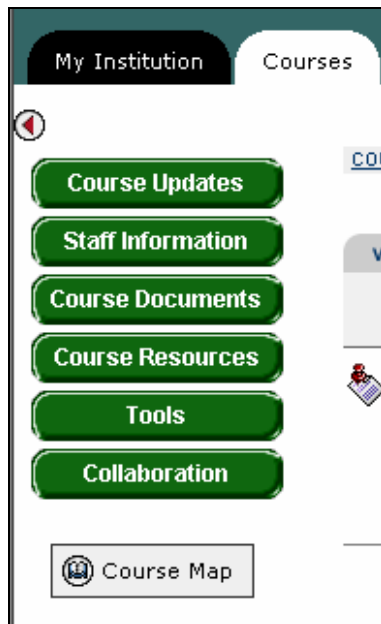 My Institution Courses
Course Updates
Staff Information
Course Documents
Course Resources
Tools
Collaboration
Course Map